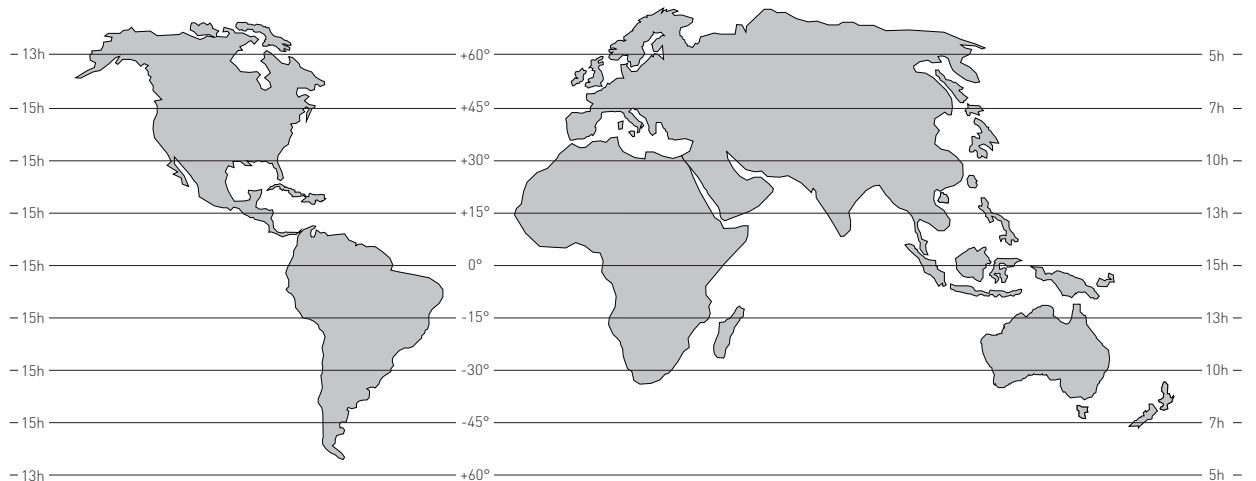 13h +60° 5h
15h +45° 7h
15h +30° 10h
15h +15° 13h
15h 0° 15h
15h -15° 13h
15h -30° 10h
15h -45° 7h
13h +60° 5h